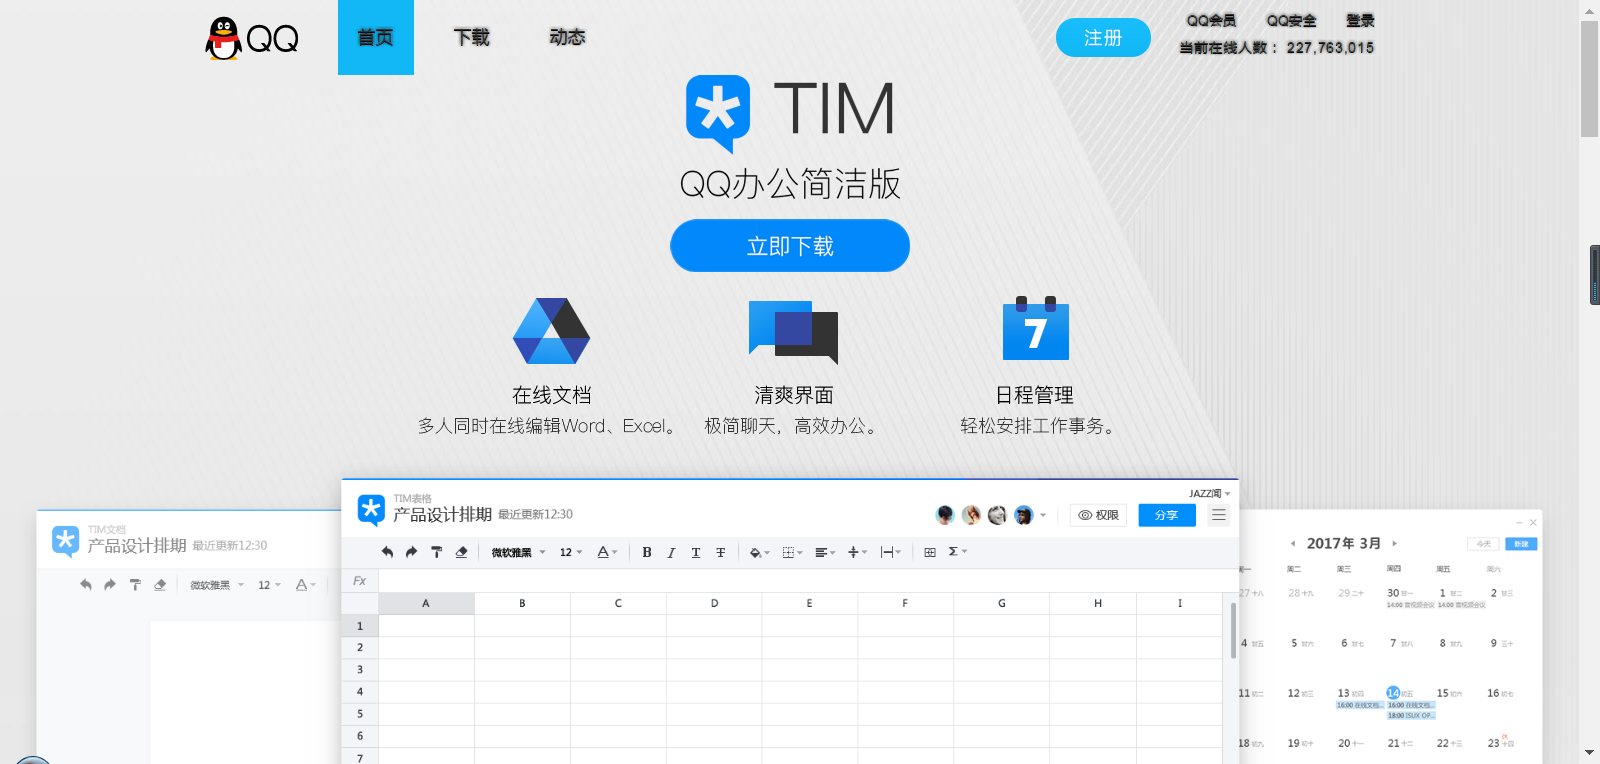 QQ 首页 下载 动态 注册 QQ会员 QQ安全 登录
当前在线人数： 227,763,015
TIM
QQ办公简洁版
立即下载
7
在线文档 清爽界面 日程管理
多人同时在线编辑Word、Excel。 极简聊天，高效办公。 轻松安排工作事务。
JAZZ闻
TIM表格
产品设计排期 最近更新12:30 权限 分享
微软雅黑 12 A B I T T Σ
Fx
A B C D E F G H I
1
2
3
4
5
6
7
TIM文档
产品设计排期 最近更新12:30
微软雅黑 12 A
2017年 3月 今天 新建
周一 周二 周三 周四 周五 周六
27 十八 28 十九 29 二十 30 廿一 1 廿二 2 廿三
14:00 音视频会议 14:00 音视频会议
4 廿五 5 廿六 6 廿七 7 廿八 8 廿九 9 三十
11 初二 12 初三 13 初四 14 初五 15 初六 16 初七
16:00 在线文档... 16:00 在线文档...
18:00 ISUX OP...
18 初九 19 初十 20 十一 21 十二 22 十三 23 十四